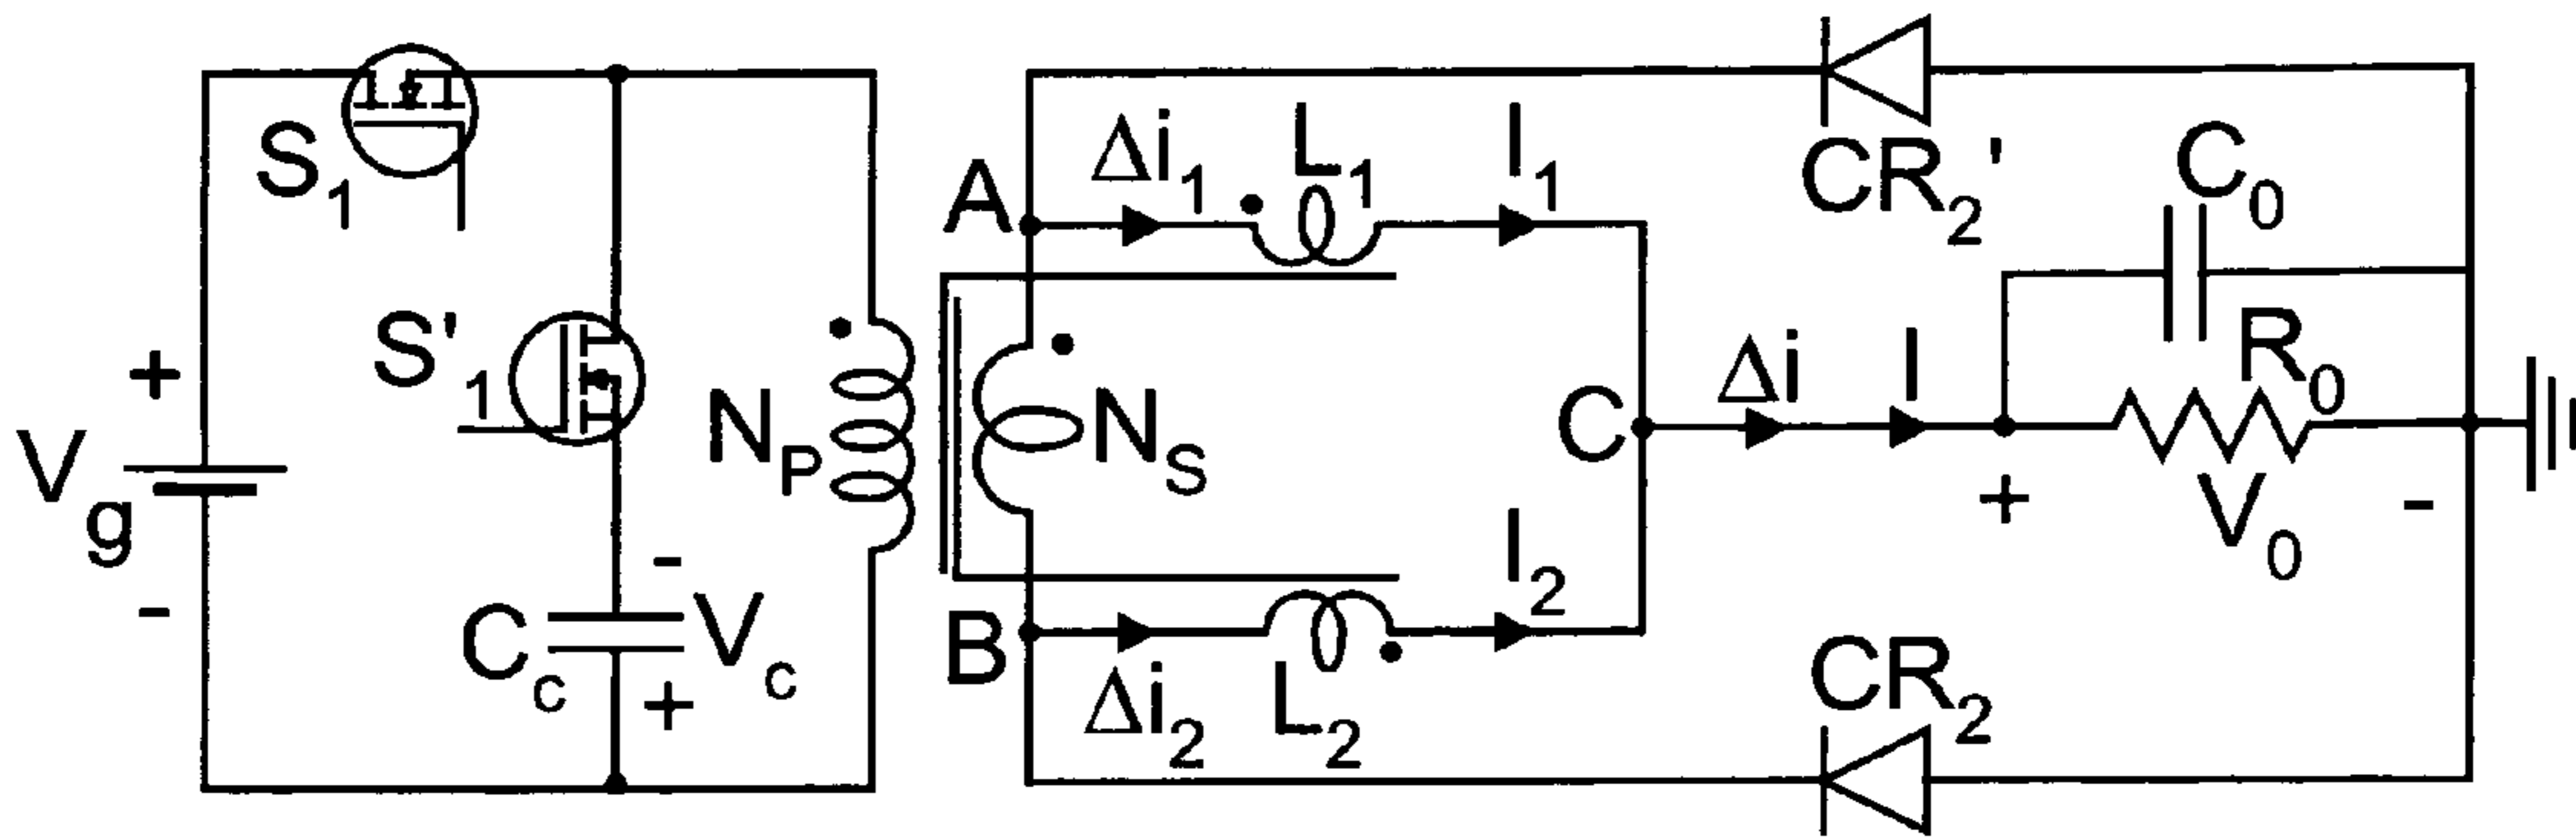 S1
S'1
+
Vg
-
NP
-
Cc
Vc
+
A
Δi1
L1
I1
CR2'
C0
NS
C
Δi
I
R0
+
V0
-
B
Δi2
L2
I2
CR2